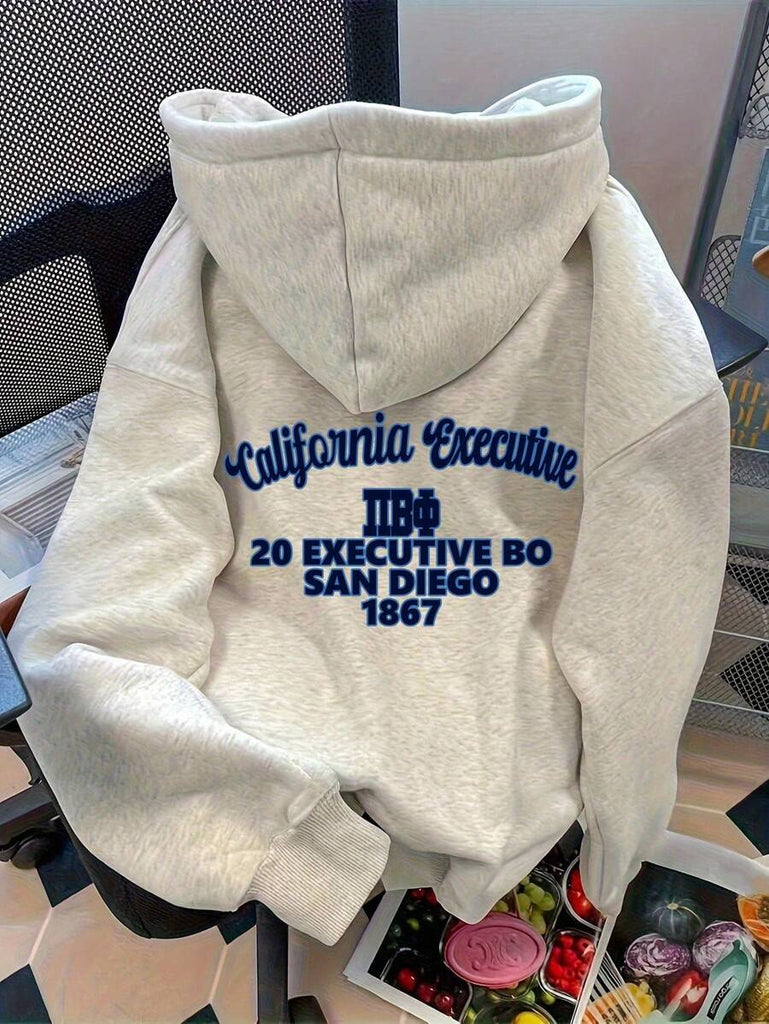 California Executive
ΠΒΦ
20 EXECUTIVE BO
SAN DIEGO
1867